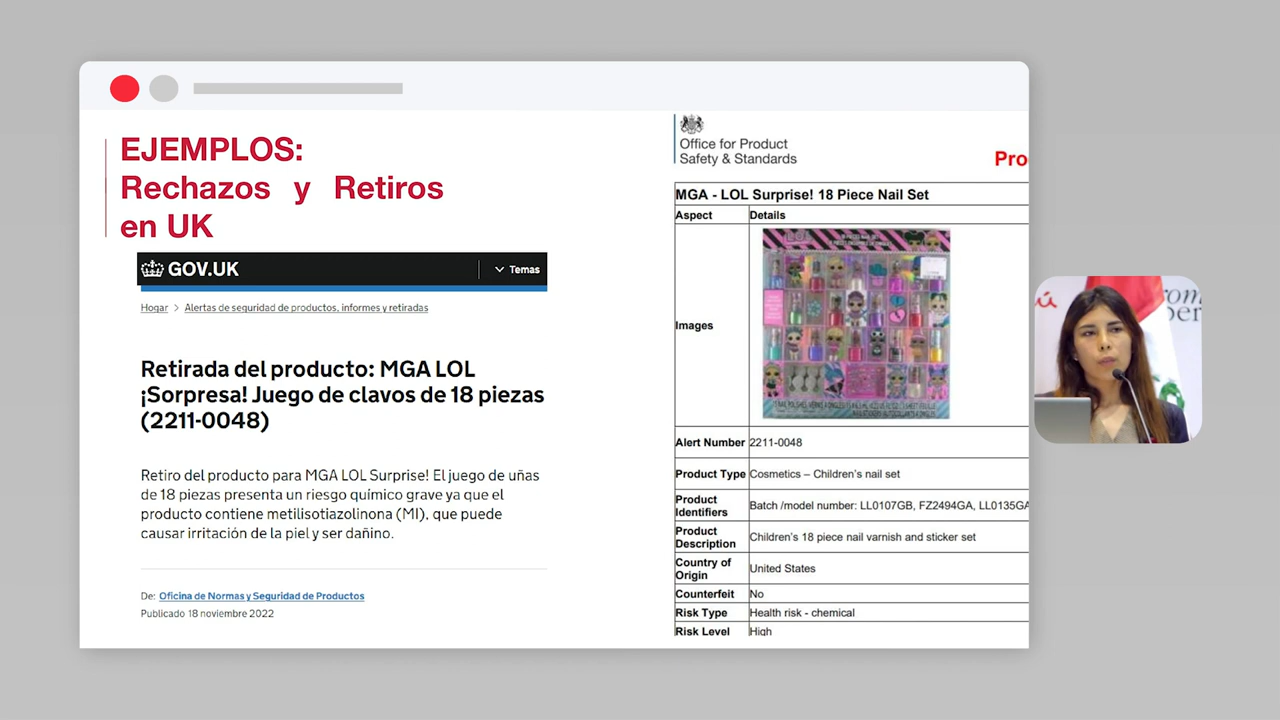 EJEMPLOS:
Rechazos y Retiros
en UK
GOV.UK
Temas
Hogar > Alertas de seguridad de productos, informes y retiradas
Retirada del producto: MGA LOL
¡Sorpresa! Juego de clavos de 18 piezas
(2211-0048)
Retiro del producto para MGA LOL Surprise! El juego de uñas
de 18 piezas presenta un riesgo químico grave ya que el
producto contiene metilisotiazolinona (MI), que puede
causar irritación de la piel y ser dañino.
De: Oficina de Normas y Seguridad de Productos
Publicado 18 noviembre 2022
Office for Product
Safety & Standards
Pro
MGA - LOL Surprise! 18 Piece Nail Set
Aspect Details
Images
Alert Number 2211-0048
Product Type Cosmetics – Children's nail set
Product
Identifiers Batch /model number: LL0107GB, FZ2494GA, LL0135GA
Product
Description Children's 18 piece nail varnish and sticker set
Country of
Origin United States
Counterfeit No
Risk Type Health risk - chemical
Risk Level High